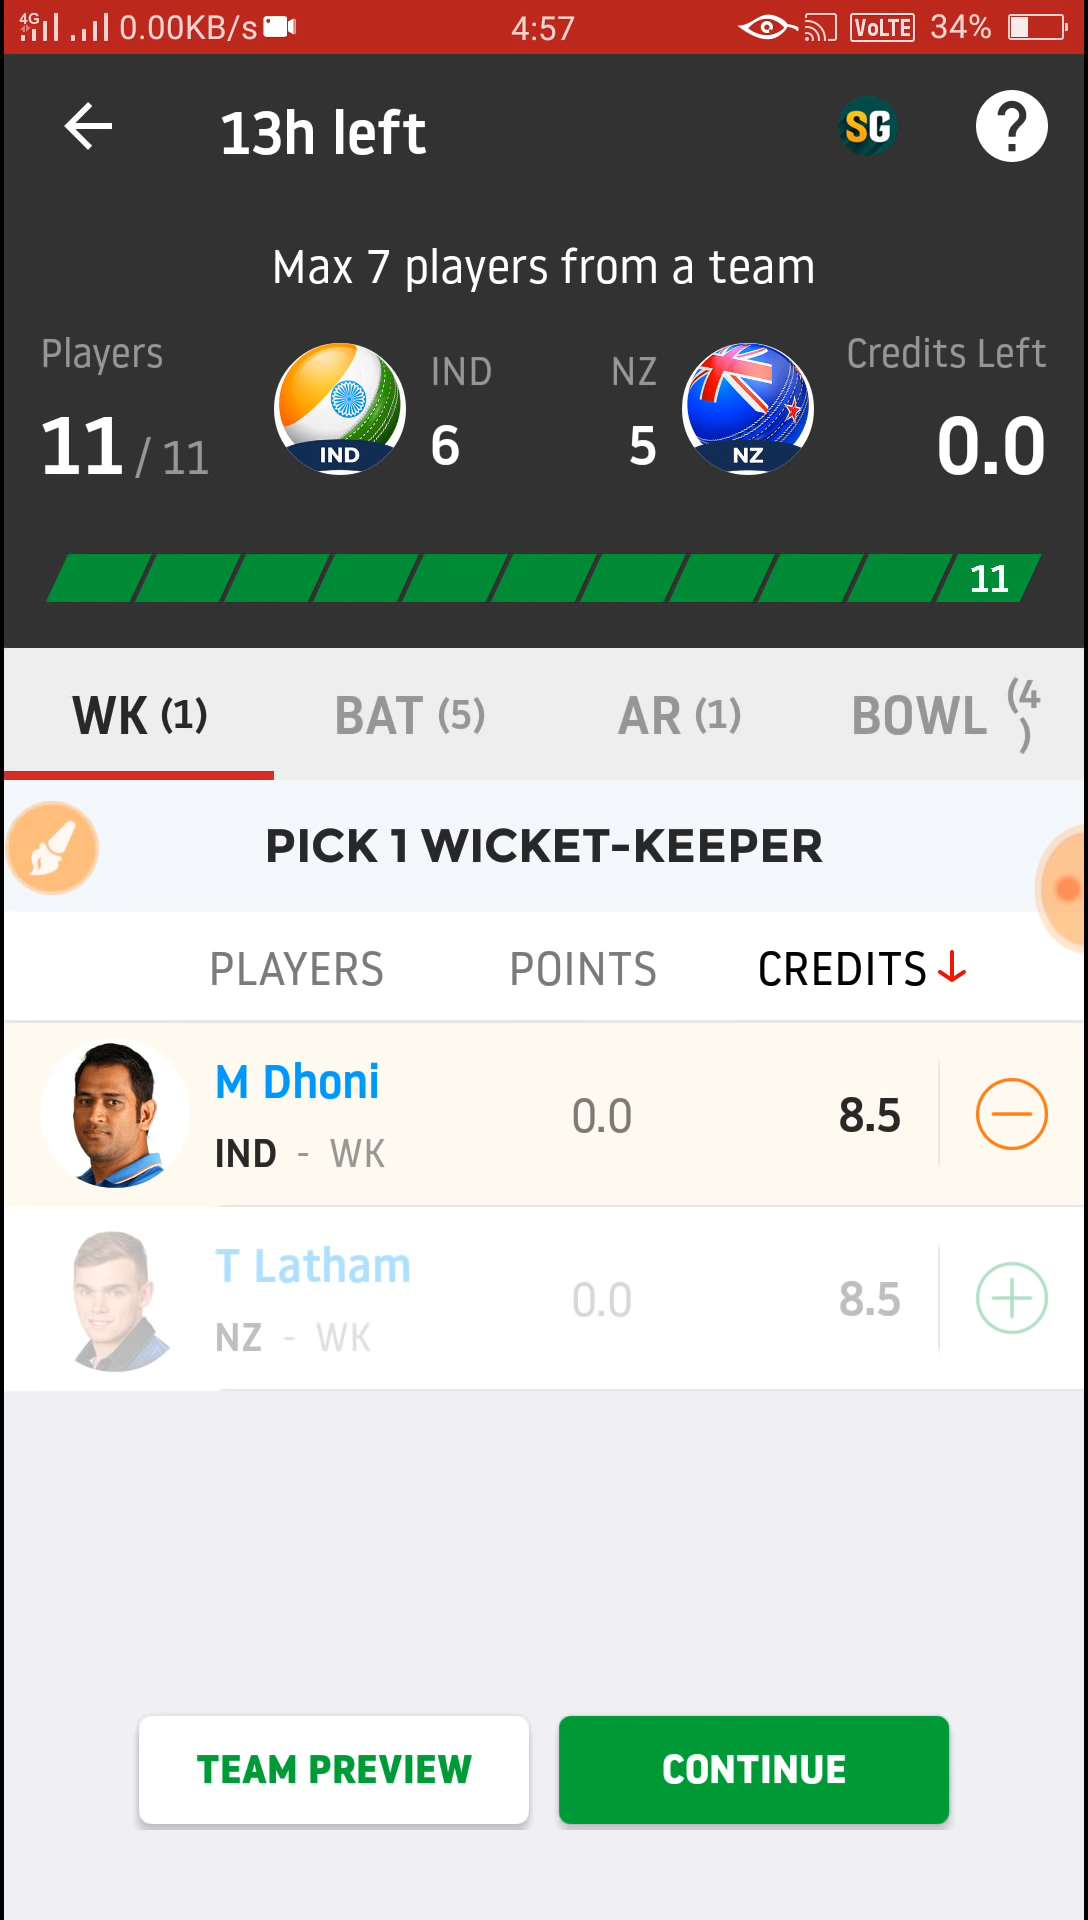 4G 0.00KB/s 4:57 VoLTE 34%
13h left SG ?
Max 7 players from a team
Players IND NZ Credits Left
11 / 11 IND 6 5 NZ 0.0
11
WK (1) BAT (5) AR (1) BOWL (4)
PICK 1 WICKET-KEEPER
PLAYERS POINTS CREDITS
M Dhoni 0.0 8.5
IND - WK
T Latham 0.0 8.5
NZ - WK
TEAM PREVIEW CONTINUE